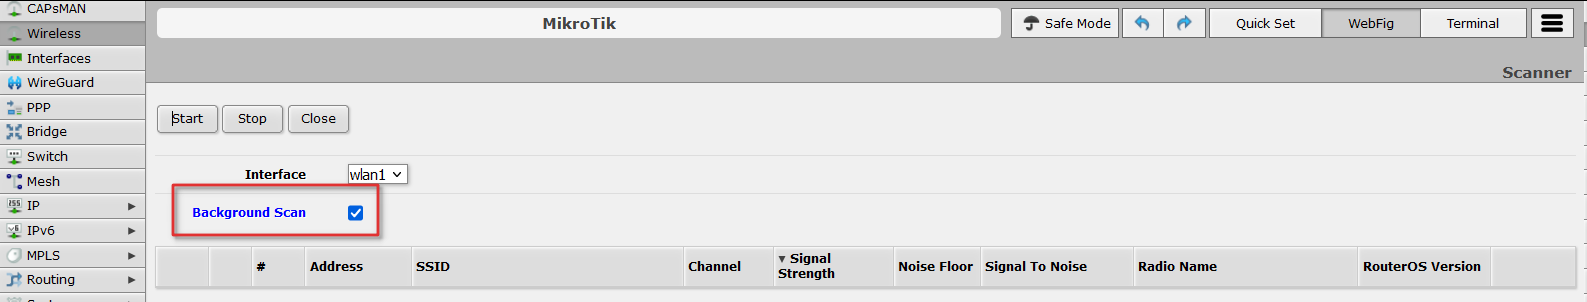 CAPsMAN
Wireless
Interfaces
WireGuard
PPP
Bridge
Switch
Mesh
IP
IPv6
MPLS
Routing
MikroTik
Safe Mode
Quick Set
WebFig
Terminal
Scanner
Start
Stop
Close
Interface
wlan1
Background Scan
#
Address
SSID
Channel
Signal
Strength
Noise Floor
Signal To Noise
Radio Name
RouterOS Version